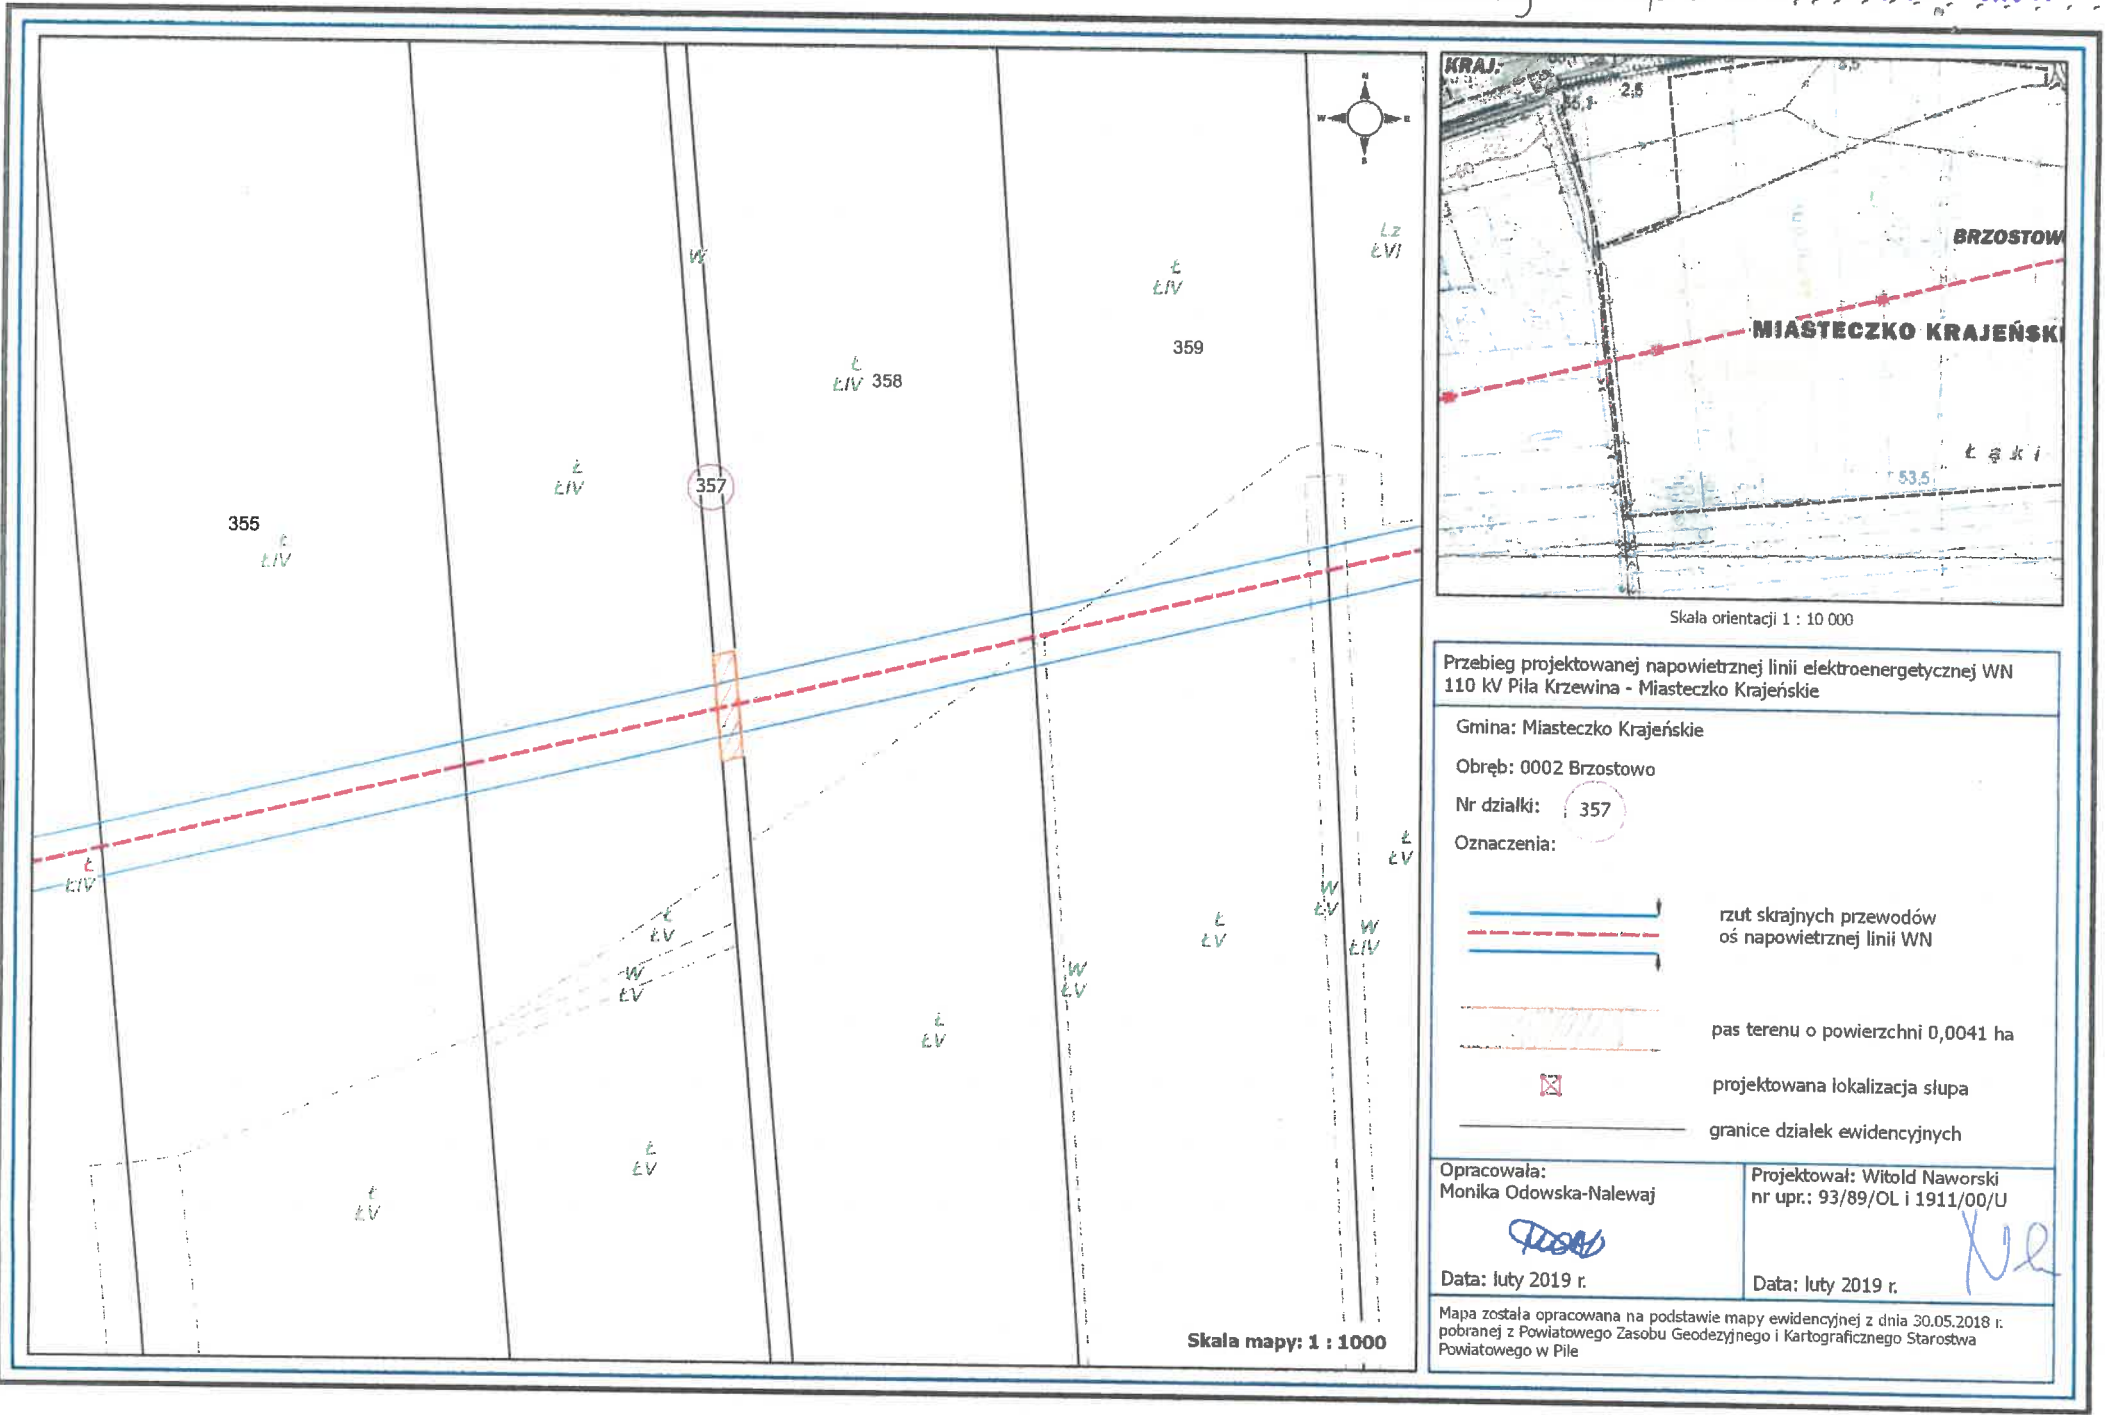 N
W
E
S
W
Lz
ŁVI
Ł
ŁIV
359
Ł
ŁIV 358
Ł
ŁIV
357
355
Ł
ŁIV
Ł
ŁIV
Ł
ŁV
W
ŁV
Ł
ŁV
W
ŁV
Ł
ŁV
W
ŁV
W
ŁIV
Ł
ŁV
Ł
ŁV
Ł
ŁV
Skala mapy: 1 : 1000
KRAJ.
2,5
BRZOSTOW
MIASTECZKO KRAJEŃSKI
Łąki
53,5
Skala orientacji 1 : 10 000
Przebieg projektowanej napowietrznej linii elektroenergetycznej WN
110 kV Piła Krzewina - Miasteczko Krajeńskie
Gmina: Miasteczko Krajeńskie
Obręb: 0002 Brzostowo
Nr działki: 357
Oznaczenia:
rzut skrajnych przewodów
oś napowietrznej linii WN
pas terenu o powierzchni 0,0041 ha
projektowana lokalizacja słupa
granice działek ewidencyjnych
Opracowała:
Monika Odowska-Nalewaj
Data: luty 2019 r.
Projektował: Witold Naworski
nr upr.: 93/89/OL i 1911/00/U
Data: luty 2019 r.
Mapa została opracowana na podstawie mapy ewidencyjnej z dnia 30.05.2018 r.
pobranej z Powiatowego Zasobu Geodezyjnego i Kartograficznego Starostwa
Powiatowego w Pile